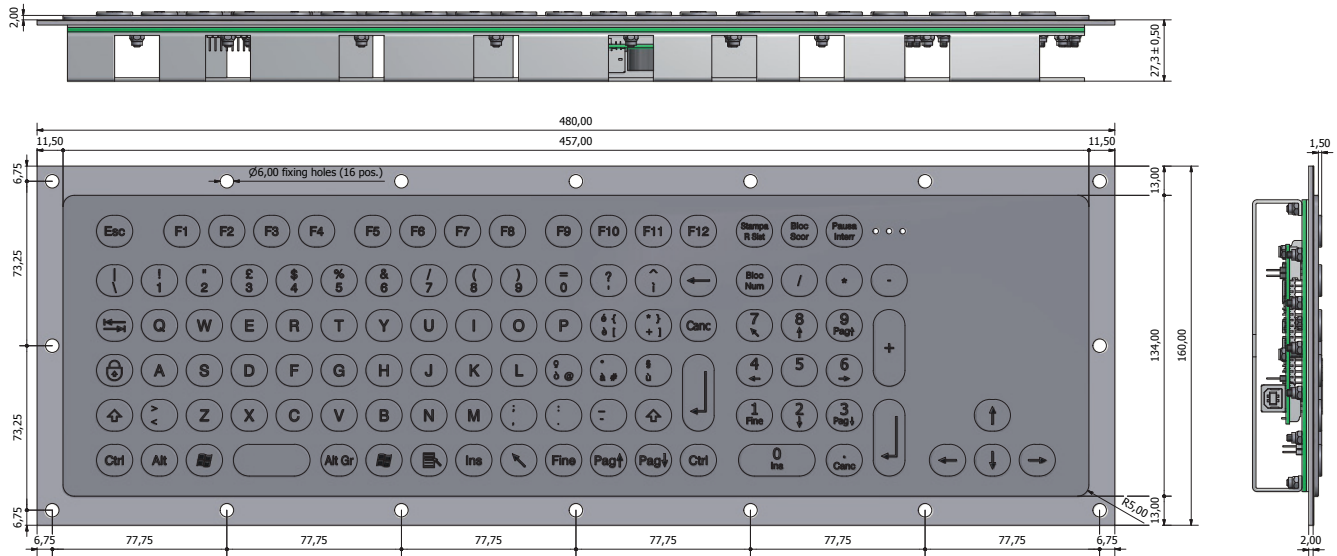 2,00
27,3 ± 0,50
480,00
11,50 457,00 11,50
1,50
6,75
Ø6,00 fixing holes (16 pos.)
13,00
Esc F1 F2 F3 F4 F5 F6 F7 F8 F9 F10 F11 F12 Stampa R Sist Bloc Scor Pausa Interr
73,25
| \ ! 1 " 2 £ 3 $ 4 % 5 & 6 / 7 ( 8 ) 9 = 0 ? ' ^ ì ← Bloc Num / * -
Q W E R T Y U I O P é { è [ * } + ] Canc 7 ↖ 8 ↑ 9 Pag↑ +
134,00
160,00
A S D F G H J K L ç ò @ ° à # § ù 4 ← 5 6 →
73,25
> < Z X C V B N M ; , : . _ - 1 Fine 2 ↓ 3 Pag↓ ↑
Ctrl Alt Alt Gr Ins ↖ Fine Pag↑ Pag↓ Ctrl 0 Ins . Canc ← ↓ →
R5,00
6,75
13,00
6,75 77,75 77,75 77,75 77,75 77,75 77,75 6,75
2,00